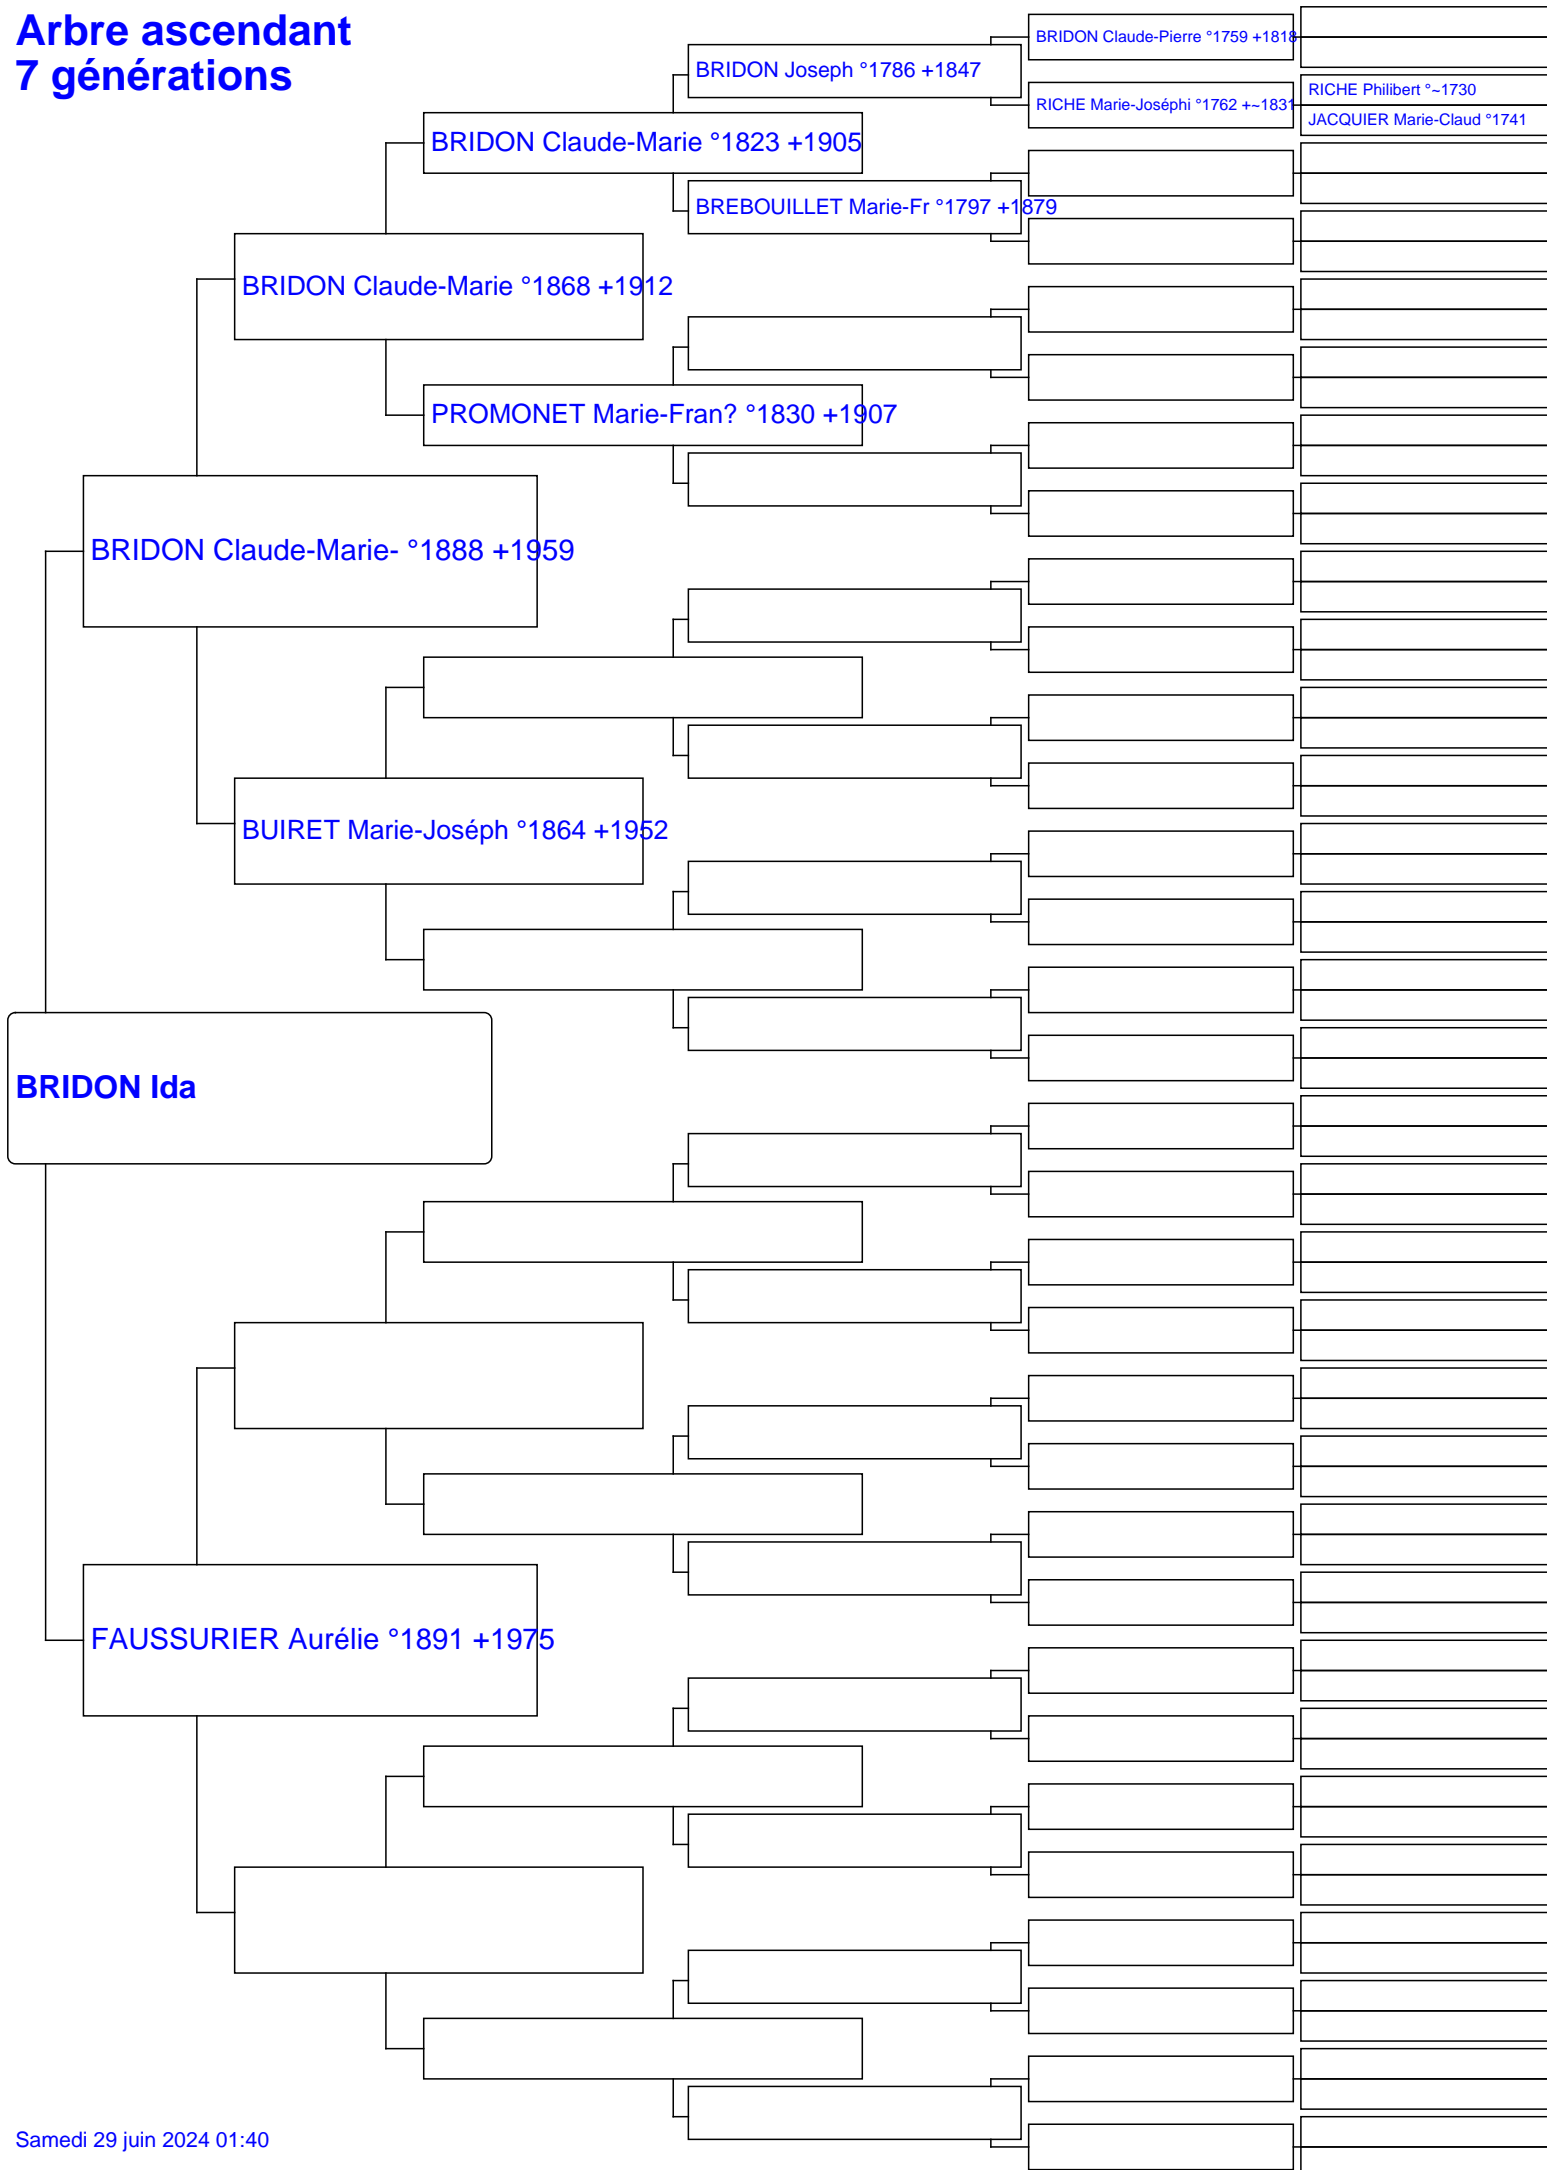 Arbre ascendant
7 générations
BRIDON Claude-Pierre °1759 +1818
BRIDON Joseph °1786 +1847
RICHE Philibert °~1730
RICHE Marie-Joséphi °1762 +~1831
JACQUIER Marie-Claud °1741
BRIDON Claude-Marie °1823 +1905
BREBOUILLET Marie-Fr °1797 +1879
BRIDON Claude-Marie °1868 +1912
PROMONET Marie-Fran? °1830 +1907
BRIDON Claude-Marie- °1888 +1959
BUIRET Marie-Joséph °1864 +1952
BRIDON Ida
FAUSSURIER Aurélie °1891 +1975
Samedi 29 juin 2024 01:40